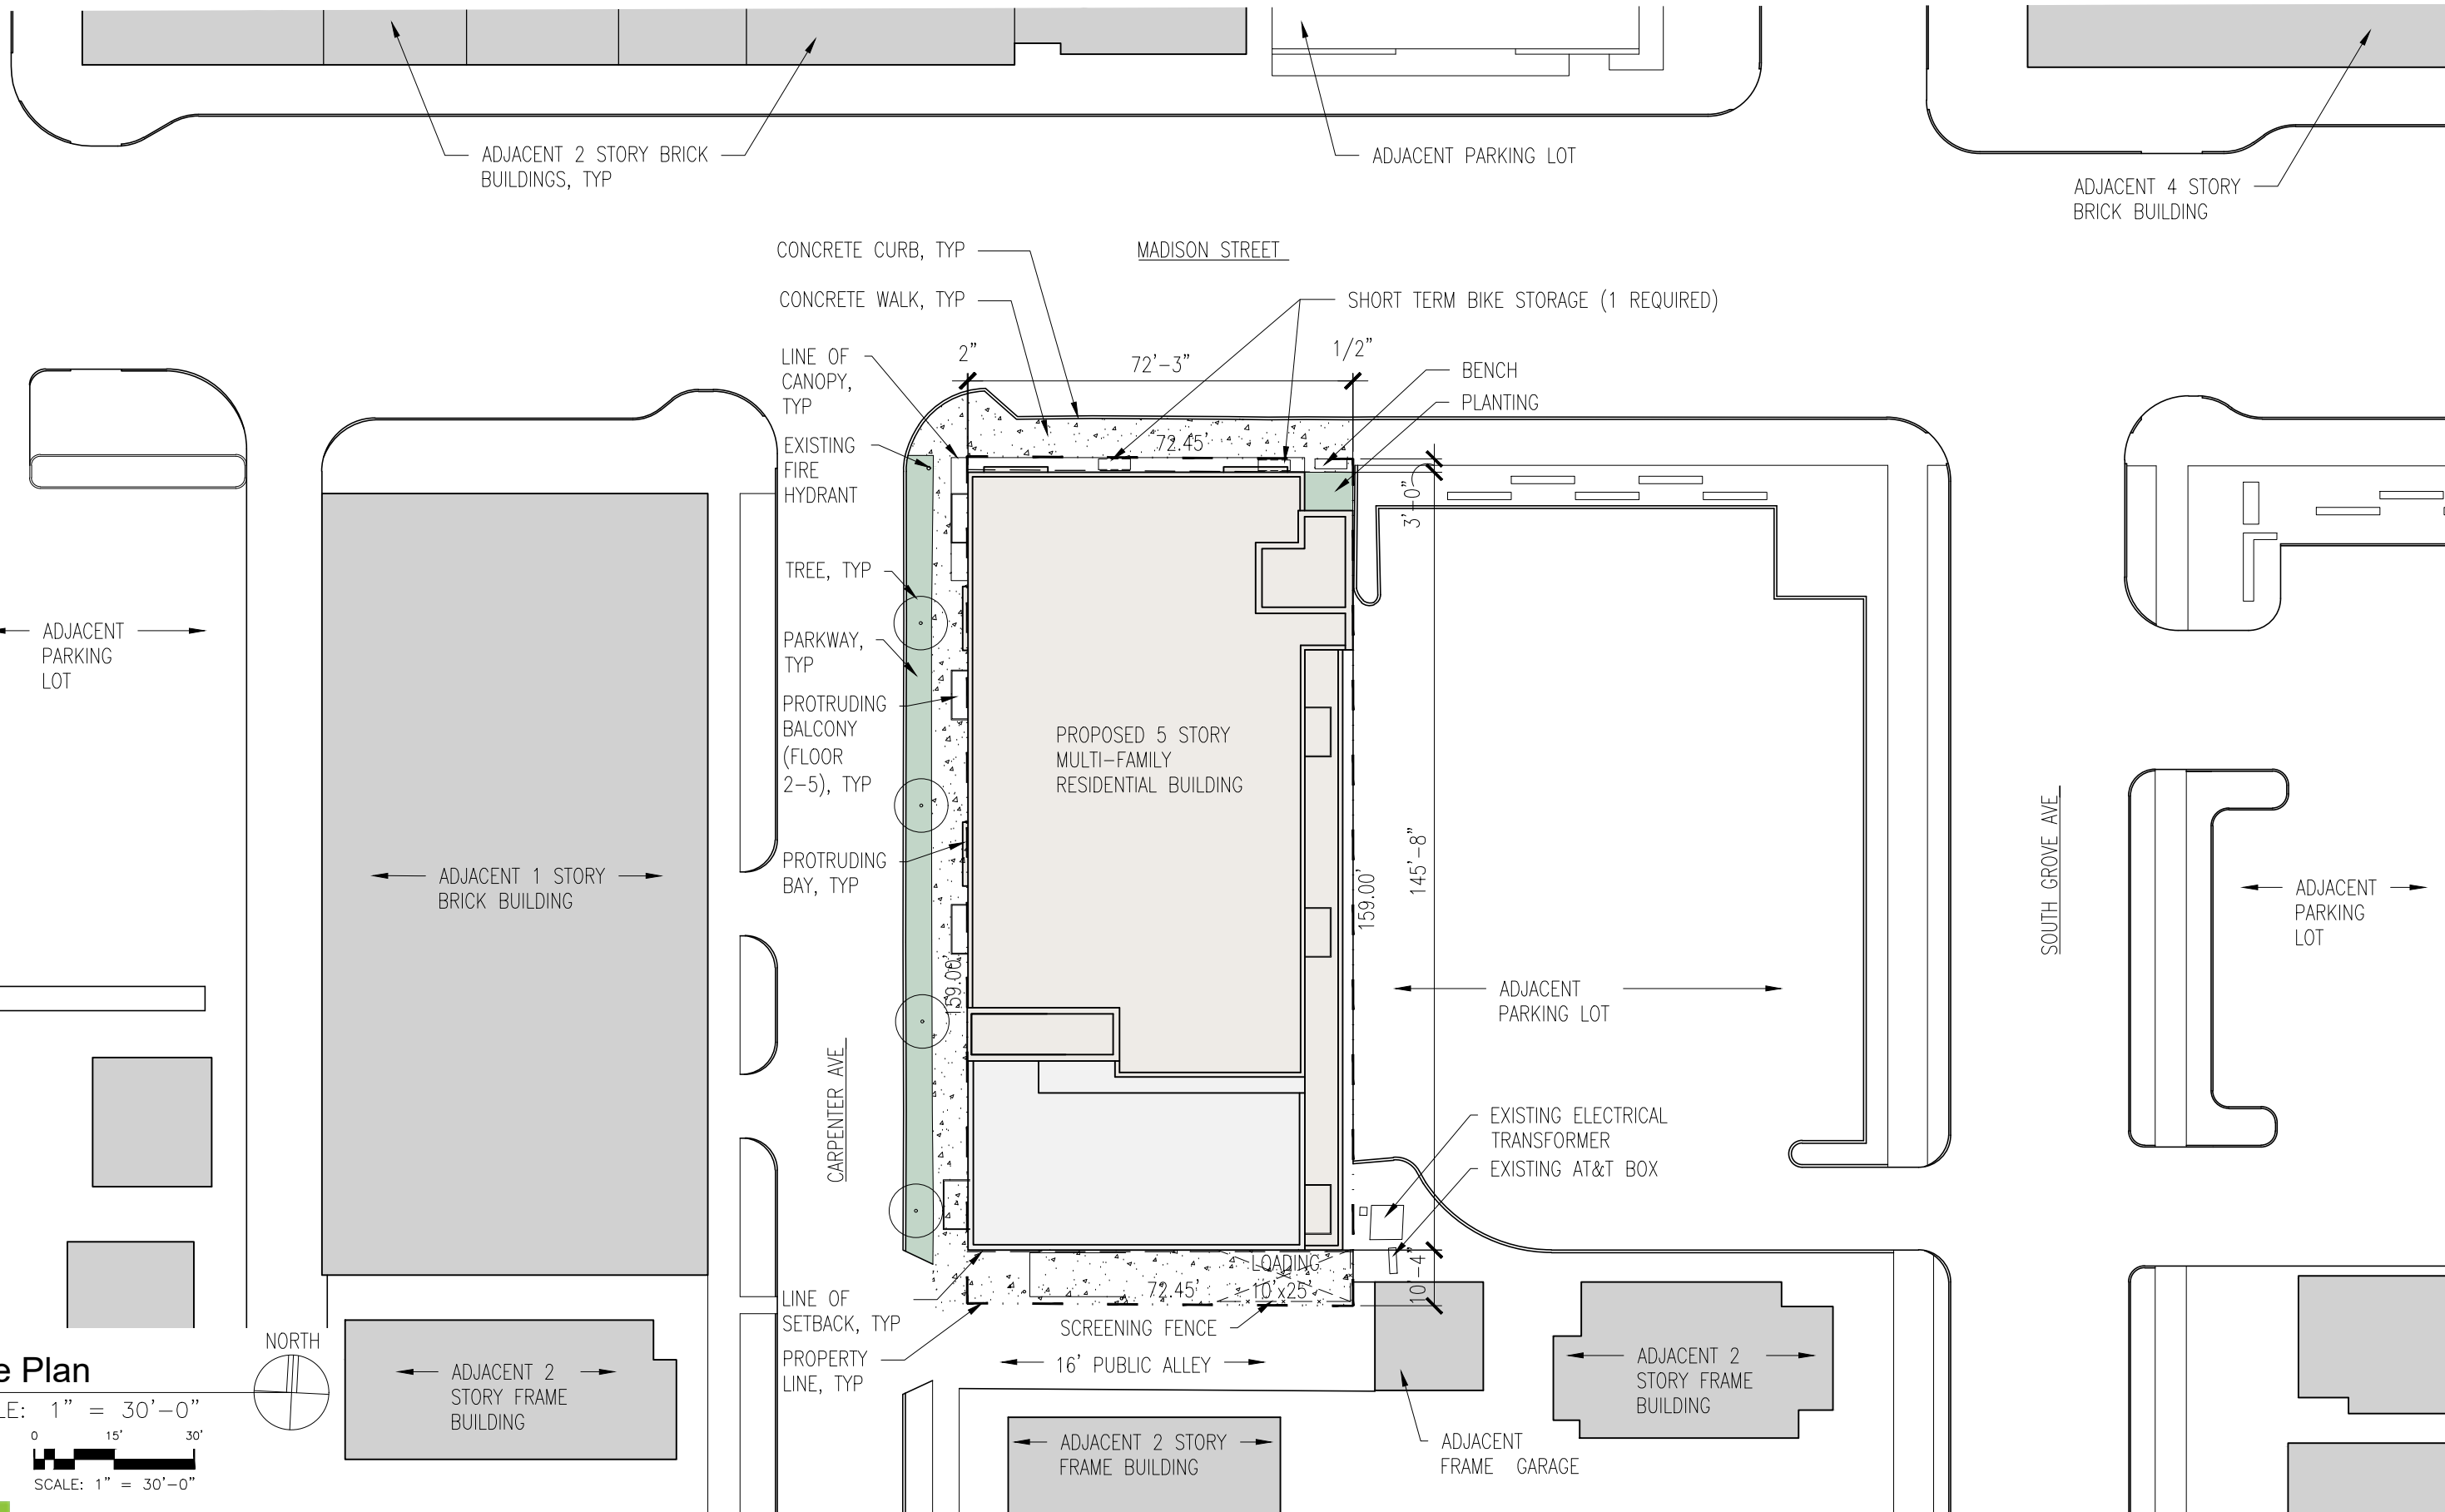 ADJACENT 2 STORY BRICK
BUILDINGS, TYP
ADJACENT PARKING LOT
ADJACENT 4 STORY
BRICK BUILDING
CONCRETE CURB, TYP
MADISON STREET
CONCRETE WALK, TYP
SHORT TERM BIKE STORAGE (1 REQUIRED)
LINE OF
CANOPY,
TYP
2"
72'-3"
1/2"
BENCH
PLANTING
EXISTING
FIRE
HYDRANT
72.45'
3'-0"
TREE, TYP
ADJACENT
PARKING
LOT
PARKWAY,
TYP
PROTRUDING
BALCONY
(FLOOR
2-5), TYP
PROPOSED 5 STORY
MULTI-FAMILY
RESIDENTIAL BUILDING
PROTRUDING
BAY, TYP
ADJACENT 1 STORY
BRICK BUILDING
159.00'
145'-8"
159.00'
SOUTH GROVE AVE
ADJACENT
PARKING
LOT
ADJACENT
PARKING LOT
CARPENTER AVE
EXISTING ELECTRICAL
TRANSFORMER
EXISTING AT&T BOX
LOADING
10'x25'
72.45'
10'-4"
LINE OF
SETBACK, TYP
SCREENING FENCE
PROPERTY
LINE, TYP
16' PUBLIC ALLEY
NORTH
e Plan
LE: 1" = 30'-0"
0 15' 30'
SCALE: 1" = 30'-0"
ADJACENT 2
STORY FRAME
BUILDING
ADJACENT 2 STORY
FRAME BUILDING
ADJACENT
FRAME GARAGE
ADJACENT 2
STORY FRAME
BUILDING